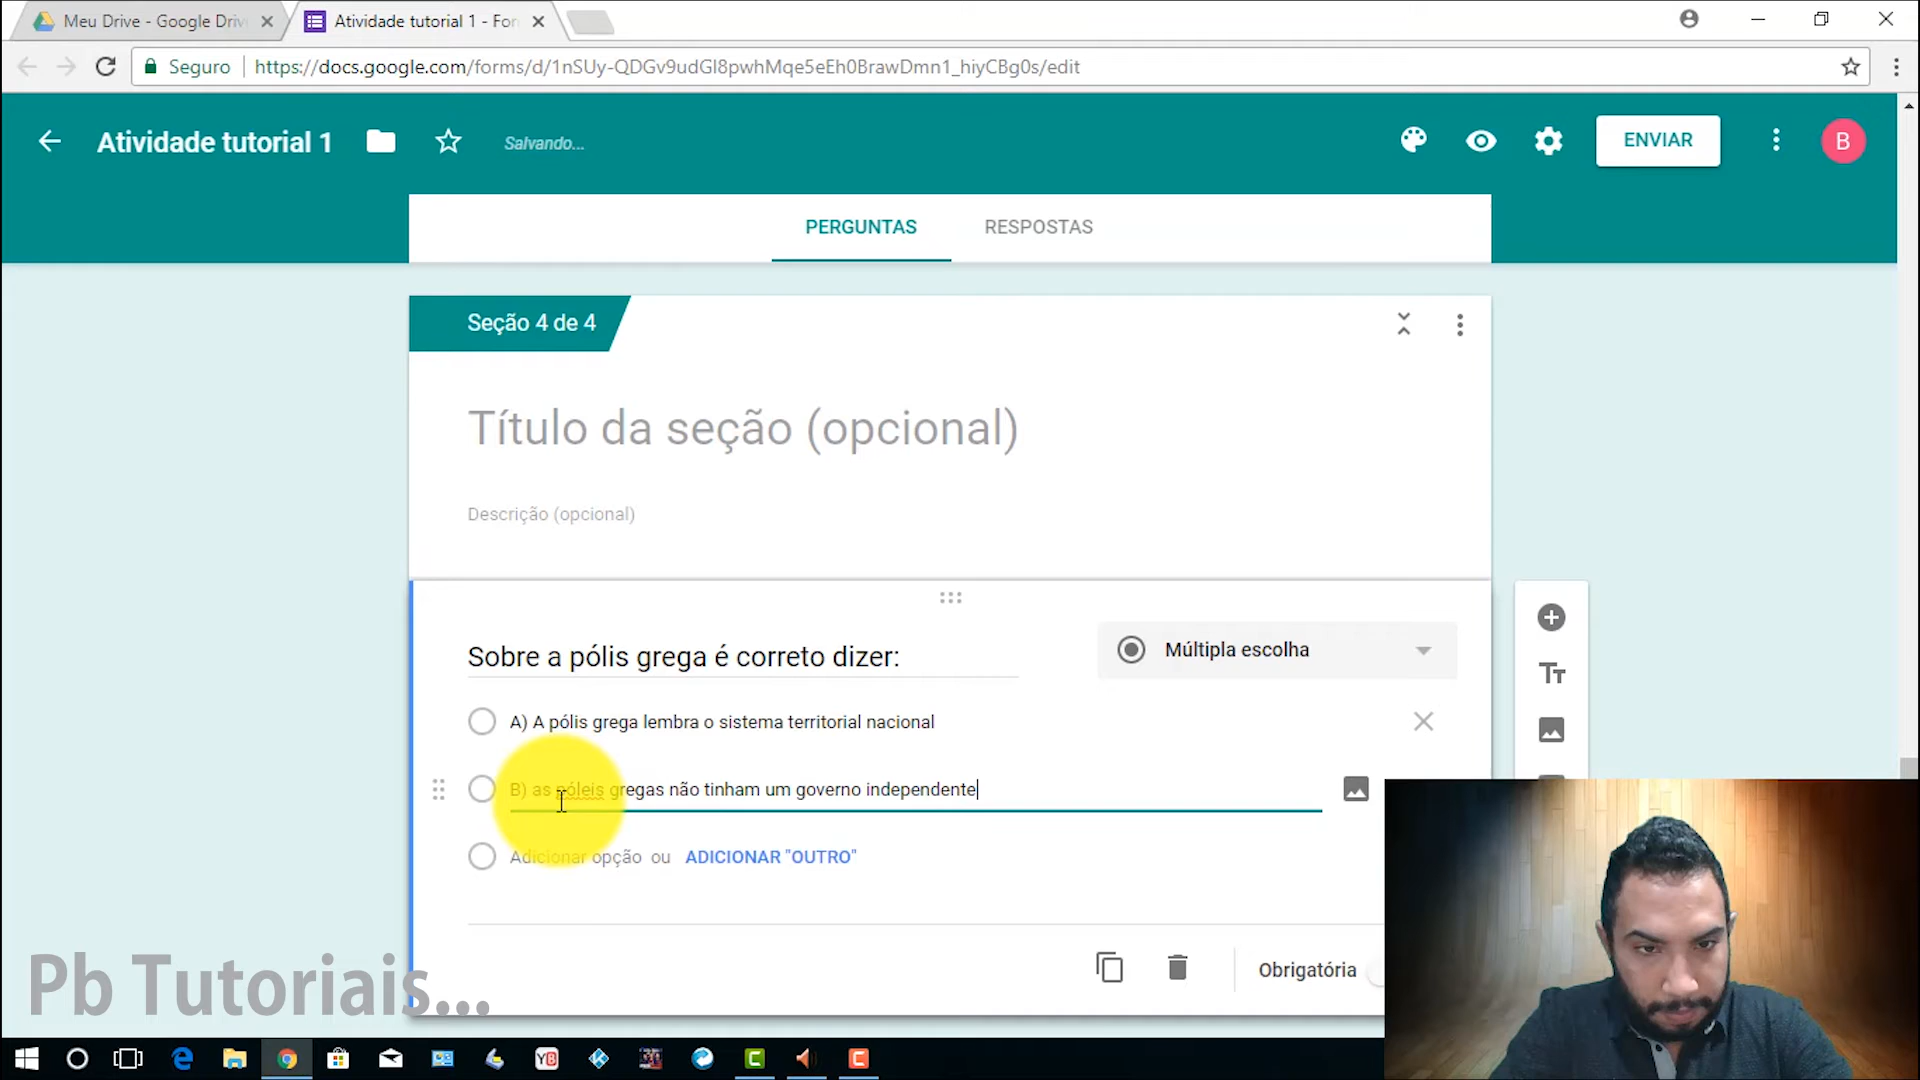 Meu Drive - Google Driv
Atividade tutorial 1 - For
Seguro
https://docs.google.com/forms/d/1nSUy-QDGv9udGl8pwhMqe5eEh0BrawDmn1_hiyCBg0s/edit
Atividade tutorial 1
Salvando...
ENVIAR
B
PERGUNTAS
RESPOSTAS
Seção 4 de 4
Título da seção (opcional)
Descrição (opcional)
Sobre a pólis grega é correto dizer:
Múltipla escolha
Tт
A) A pólis grega lembra o sistema territorial nacional
B) as póleis gregas não tinham um governo independente
Adicionar opção ou ADICIONAR "OUTRO"
Obrigatória
Pb Tutoriais...
YB
C
C